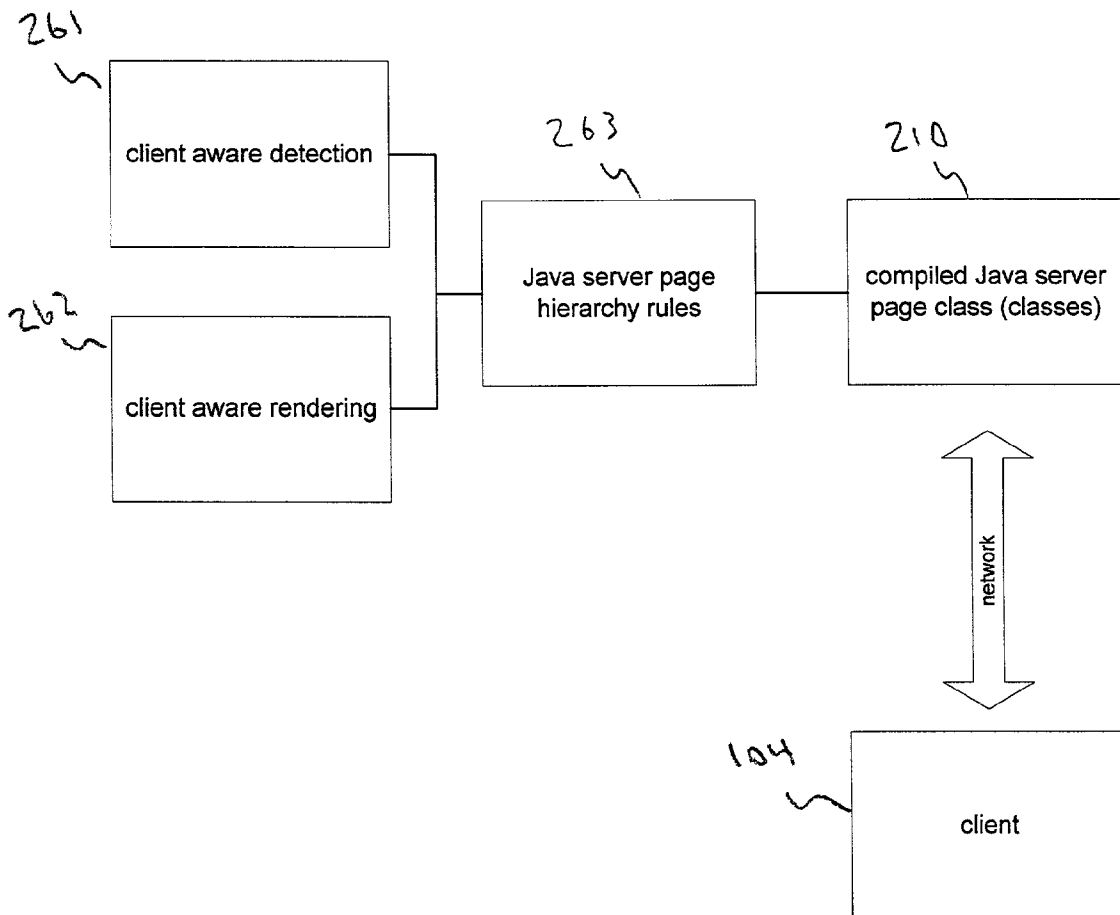 261
client aware detection
263
210
Java server page
hierarchy rules
compiled Java server
page class (classes)
262
client aware rendering
network
104
client